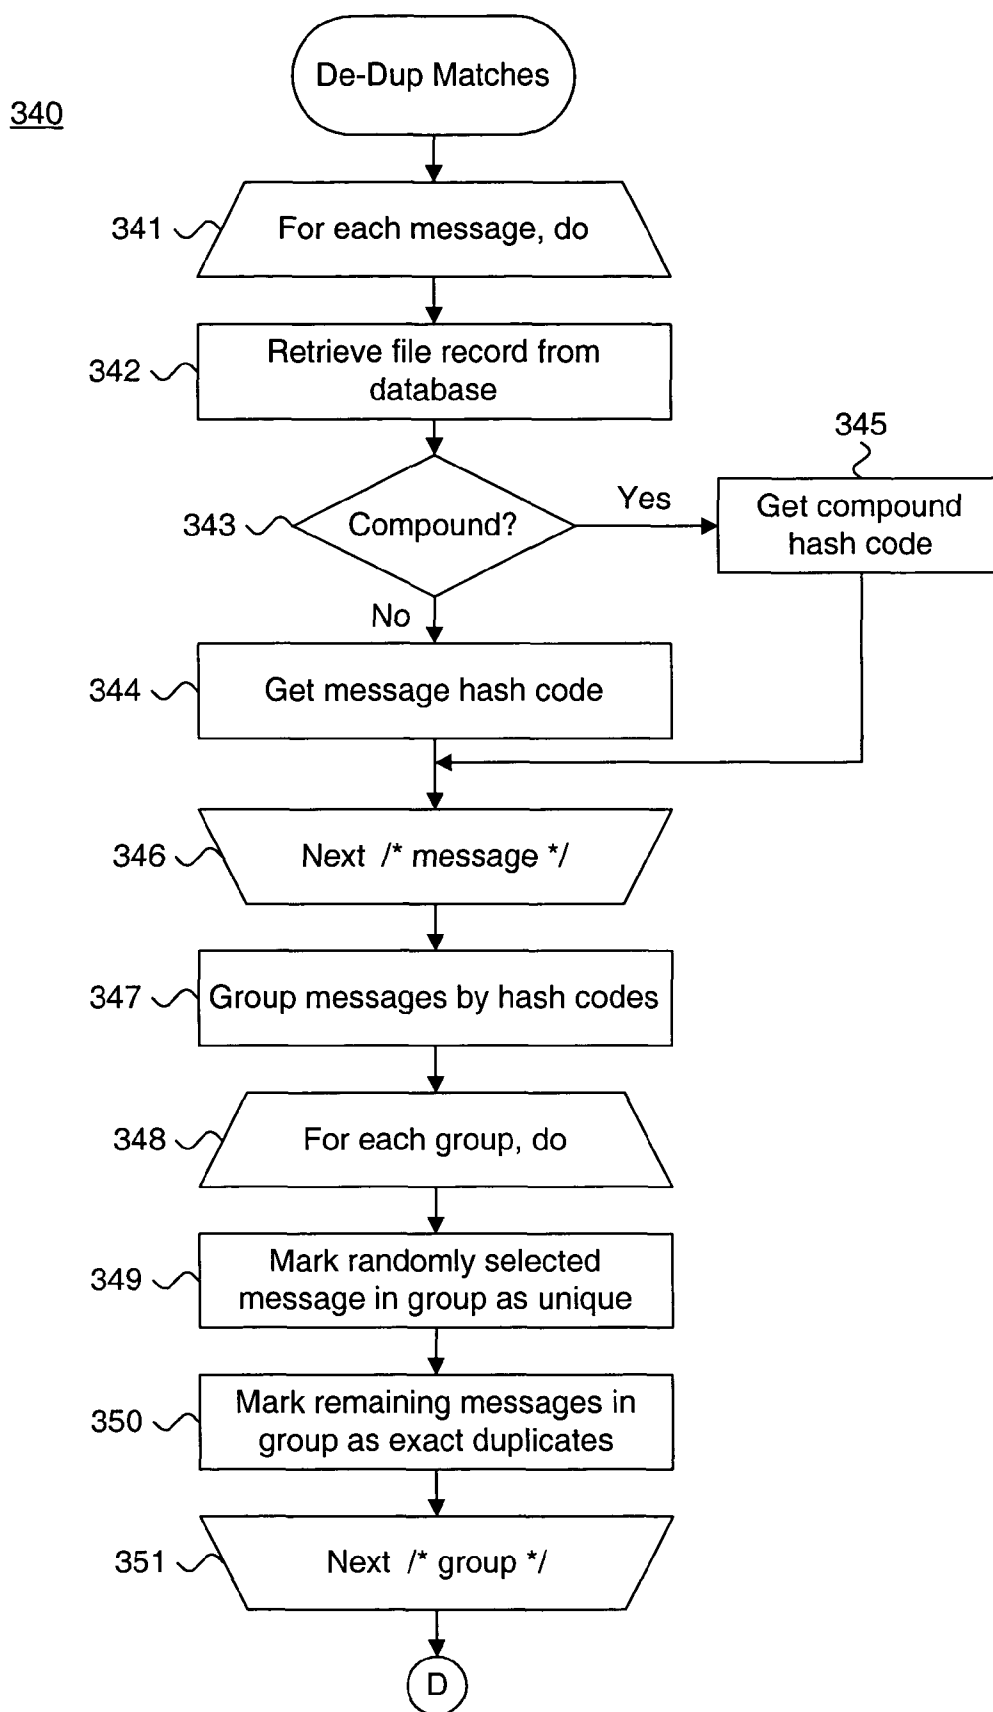 De-Dup Matches
340
341
For each message, do
342
Retrieve file record from
database
345
343
Compound?
Yes
Get compound
hash code
No
344
Get message hash code
346
Next /* message */
347
Group messages by hash codes
348
For each group, do
349
Mark randomly selected
message in group as unique
350
Mark remaining messages in
group as exact duplicates
351
Next /* group */
D